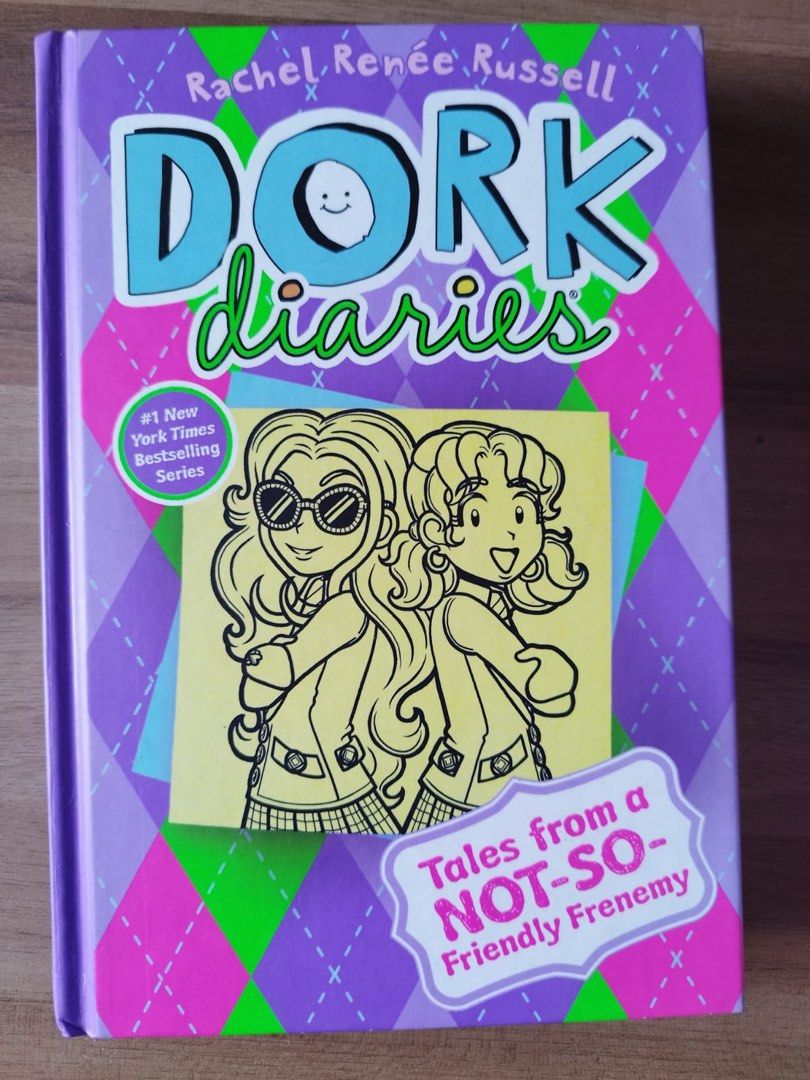 Rachel Renée Russell
DORK
diaries®
#1 New
York Times
Bestselling
Series
Tales from a
NOT-SO-
Friendly Frenemy